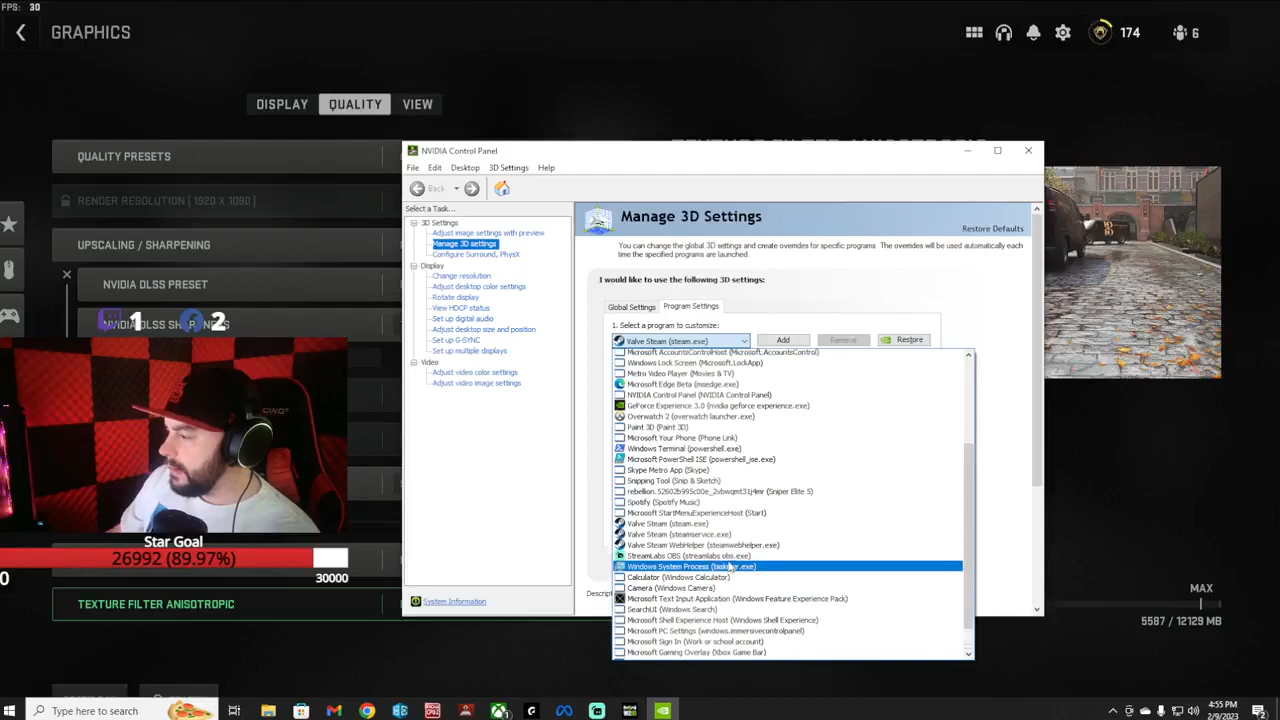 FPS: 30
GRAPHICS
174
6
DISPLAY
QUALITY
VIEW
QUALITY PRESETS
RENDER RESOLUTION [ 1920 X 1080 ]
UPSCALING / SHARPENING
NVIDIA DLSS PRESET
1
2
Star Goal
26992 (89.97%)
0
30000
TEXTURE FILTER ANISOTROPIC
NVIDIA Control Panel
File
Edit
Desktop
3D Settings
Help
Back
Select a Task...
3D Settings
Adjust image settings with preview
Manage 3D settings
Configure Surround, PhysX
Display
Change resolution
Adjust desktop color settings
Rotate display
View HDCP status
Set up digital audio
Adjust desktop size and position
Set up G-SYNC
Set up multiple displays
Video
Adjust video color settings
Adjust video image settings
System Information
Manage 3D Settings
Restore Defaults
You can change the global 3D settings and create overrides for specific programs. The overrides will be used automatically each
time the specified programs are launched.
I would like to use the following 3D settings:
Global Settings
Program Settings
1. Select a program to customize:
Valve Steam (steam.exe)
Add
Remove
Restore
Microsoft AccountsControlHost (Microsoft.AccountsControl)
Windows Lock Screen (Microsoft.LockApp)
Metro Video Player (Movies & TV)
Microsoft Edge Beta (msedge.exe)
NVIDIA Control Panel (NVIDIA Control Panel)
GeForce Experience 3.0 (nvidia geforce experience.exe)
Overwatch 2 (overwatch launcher.exe)
Paint 3D (Paint 3D)
Microsoft Your Phone (Phone Link)
Windows Terminal (powershell.exe)
Microsoft PowerShell ISE (powershell_ise.exe)
Skype Metro App (Skype)
Snipping Tool (Snip & Sketch)
rebellion.52602b995c00e_2vbwqmt31j4mr (Sniper Elite 5)
Spotify (Spotify Music)
Microsoft StartMenuExperienceHost (Start)
Valve Steam (steam.exe)
Valve Steam (steamservice.exe)
Valve Steam WebHelper (steamwebhelper.exe)
StreamLabs OBS (streamlabs obs.exe)
Windows System Process
Calculator (Windows Calculator)
Camera (Windows Camera)
Microsoft Text Input Application (Windows Feature Experience Pack)
SearchUI (Windows Search)
Microsoft Shell Experience Host (Windows Shell Experience)
Microsoft PC Settings (windows.immersivecontrolpanel)
Microsoft Sign In (Work or school account)
Microsoft Gaming Overlay (Xbox Game Bar)
Descript
MAX
5587 / 12129 MB
Type here to search
4:55 PM
2/9/2023